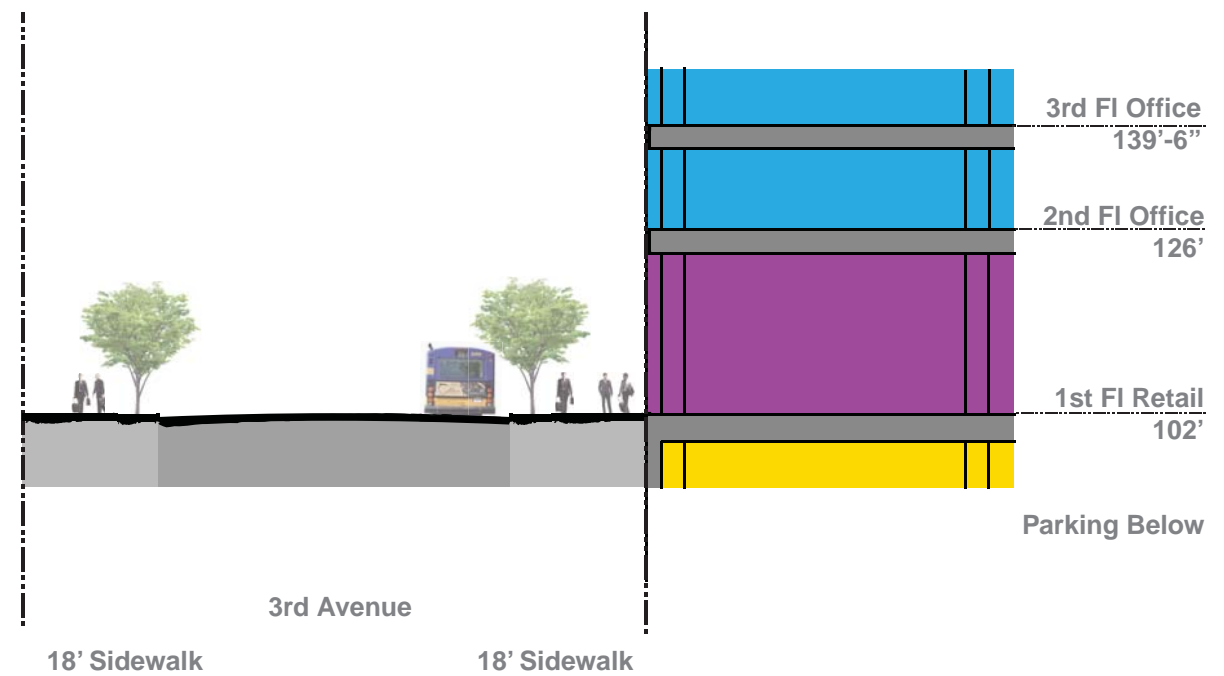 3rd Fl Office
139’-6”
2nd Fl Office
126’
1st Fl Retail
102’
Parking Below
3rd Avenue
18’ Sidewalk
18’ Sidewalk